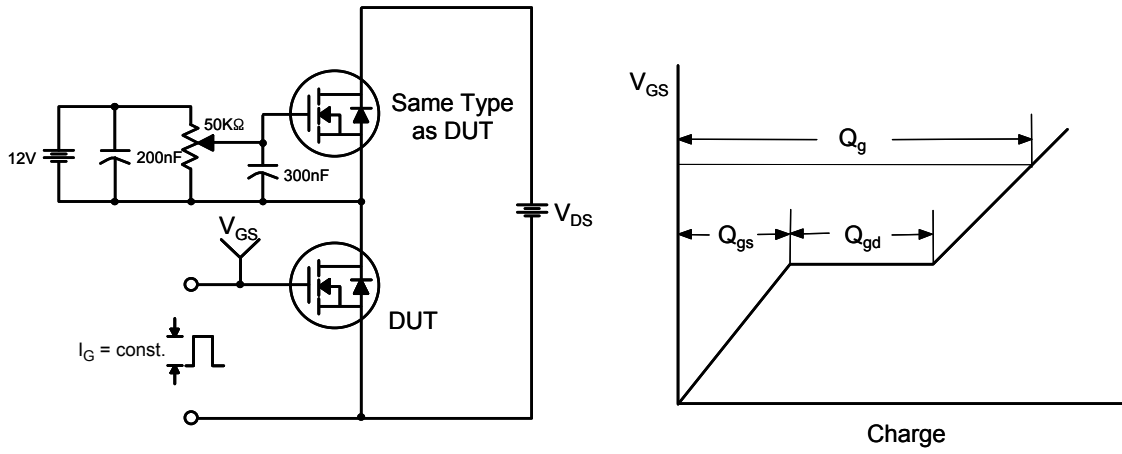 50KΩ
12V
200nF
300nF
Same Type
as DUT
V_GS
V_DS
DUT
I_G = const.
V_GS
Q_g
Q_gs
Q_gd
Charge